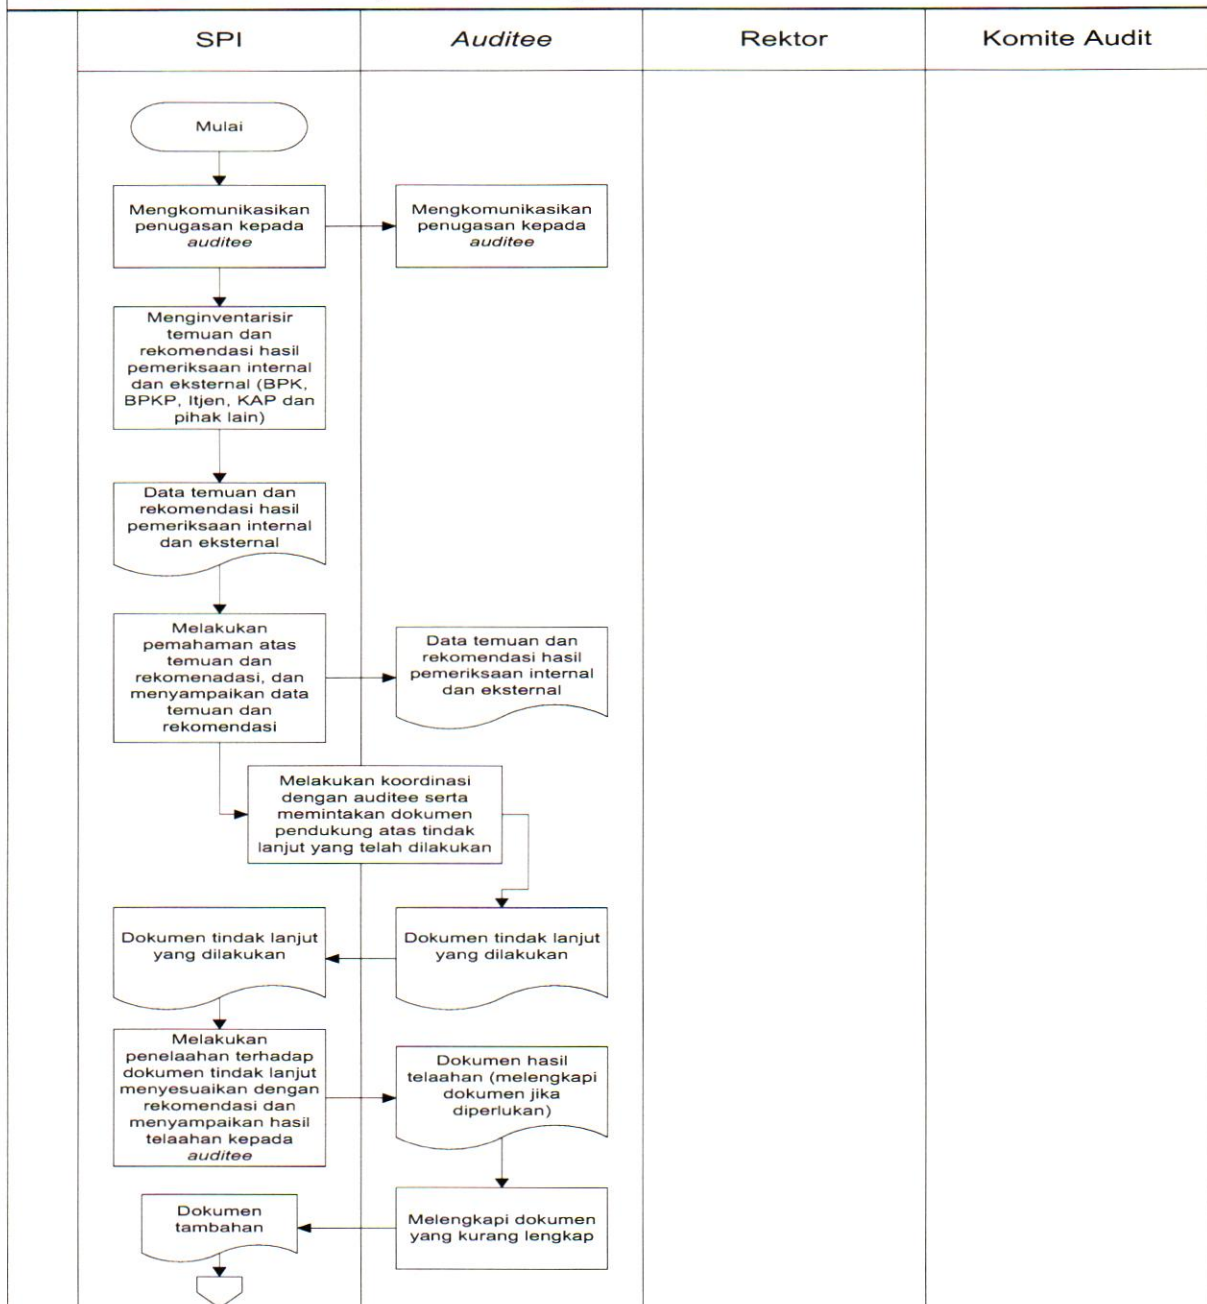 SPI
Auditee
Rektor
Komite Audit
Mulai
Mengkomunikasikan
penugasan kepada
auditee
Mengkomunikasikan
penugasan kepada
auditee
Menginventarisir
temuan dan
rekomendasi hasil
pemeriksaan internal
dan eksternal (BPK,
BPKP, Itjen, KAP dan
pihak lain)
Data temuan dan
rekomendasi hasil
pemeriksaan internal
dan eksternal
Melakukan
pemahaman atas
temuan dan
rekomenadasi, dan
menyampaikan data
temuan dan
rekomendasi
Data temuan dan
rekomendasi hasil
pemeriksaan internal
dan eksternal
Melakukan koordinasi
dengan auditee serta
memintakan dokumen
pendukung atas tindak
lanjut yang telah dilakukan
Dokumen tindak lanjut
yang dilakukan
Dokumen tindak lanjut
yang dilakukan
Melakukan
penelaahan terhadap
dokumen tindak lanjut
menyesuaikan dengan
rekomendasi dan
menyampaikan hasil
telaahan kepada
auditee
Dokumen hasil
telaahan (melengkapi
dokumen jika
diperlukan)
Dokumen
tambahan
Melengkapi dokumen
yang kurang lengkap